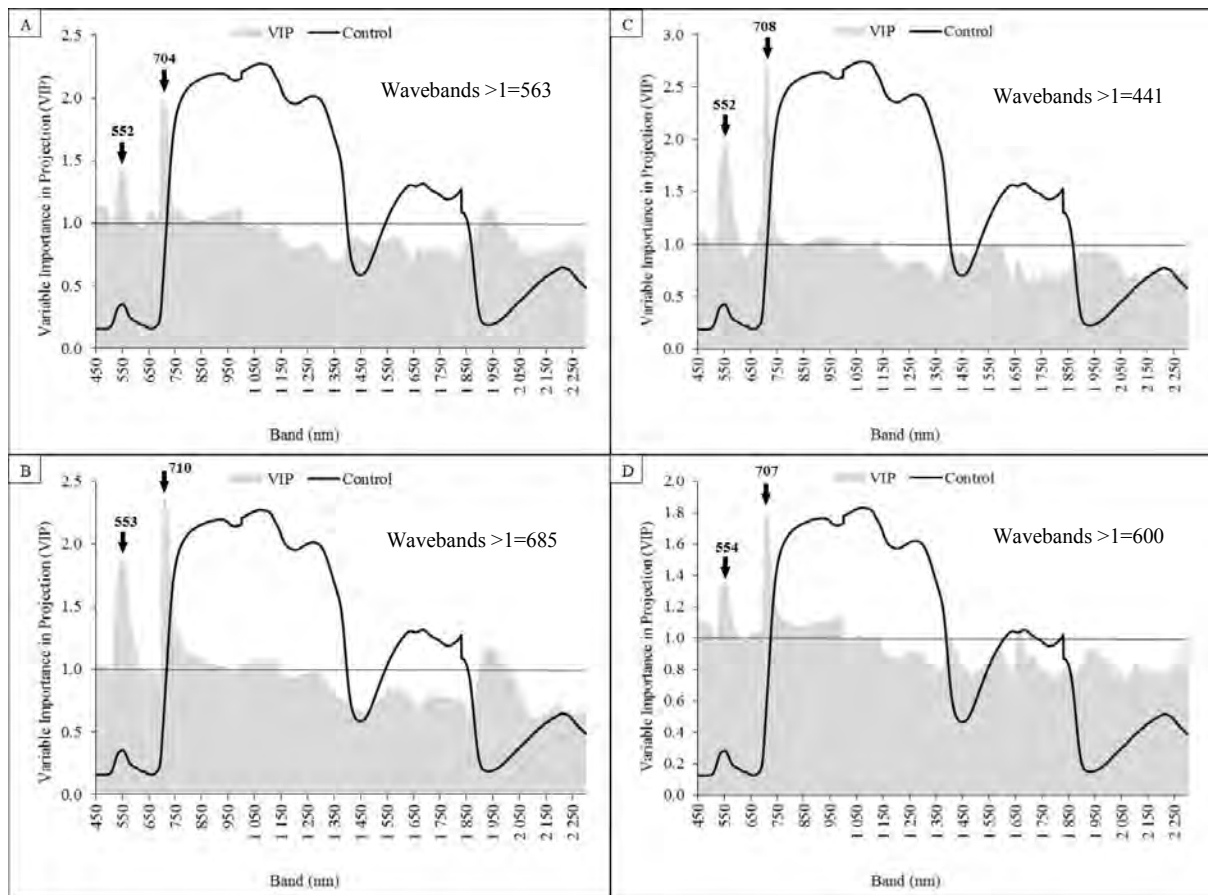 A
VIP Control
704
552
Wavebands >1=563
Variable Importance in Projection (VIP)
2.5
2.0
1.5
1.0
0.5
0.0
450 550 650 750 850 950 1 050 1 150 1 250 1 350 1 450 1 550 1 650 1 750 1 850 1 950 2 050 2 150 2 250
Band (nm)
C
VIP Control
708
552
Wavebands >1=441
Variable Importance in Projection (VIP)
3.0
2.5
2.0
1.5
1.0
0.5
0.0
450 550 650 750 850 950 1 050 1 150 1 250 1 350 1 450 1 550 1 650 1 750 1 850 1 950 2 050 2 150 2 250
Band (nm)
B
VIP Control
710
553
Wavebands >1=685
Variable Importance in Projection (VIP)
2.5
2.0
1.5
1.0
0.5
0.0
450 550 650 750 850 950 1 050 1 150 1 250 1 350 1 450 1 550 1 650 1 750 1 850 1 950 2 050 2 150 2 250
Band (nm)
D
VIP Control
707
554
Wavebands >1=600
Variable Importance in Projection (VIP)
2.0
1.8
1.6
1.4
1.2
1.0
0.8
0.6
0.4
0.2
0.0
450 550 650 750 850 950 1 050 1 150 1 250 1 350 1 450 1 550 1 650 1 750 1 850 1 950 2 050 2 150 2 250
Band (nm)